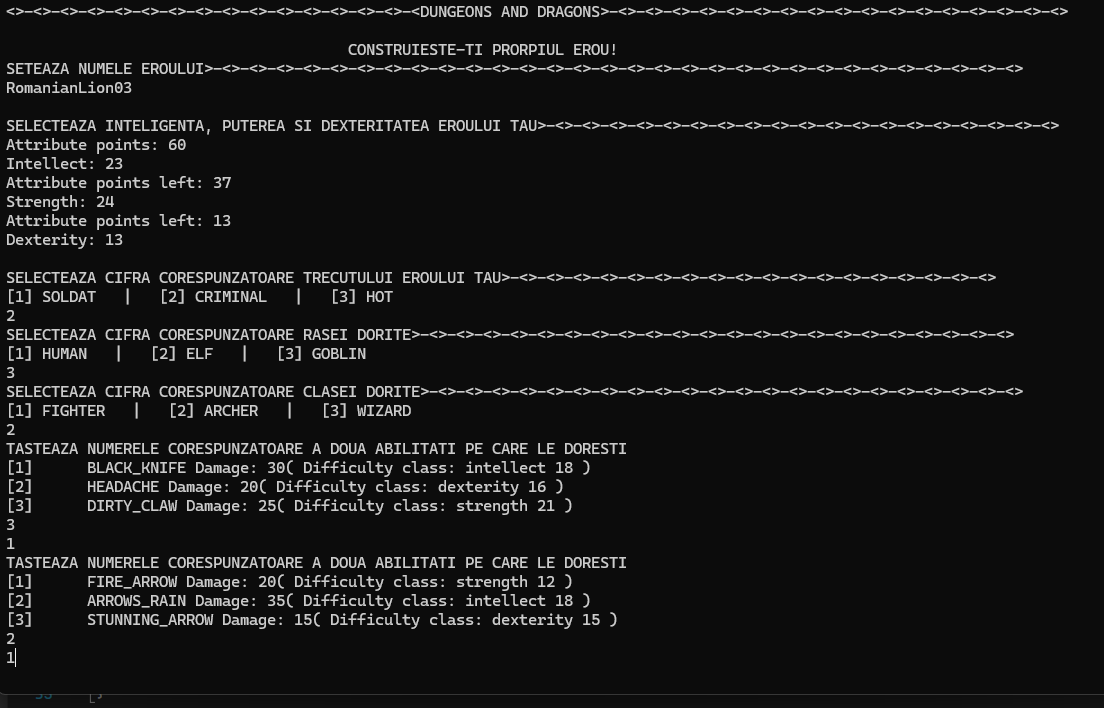 <>-<>-<>-<>-<>-<>-<>-<>-<>-<>-<>-<>-<>-<>-<>-<DUNGEONS AND DRAGONS>-<>-<>-<>-<>-<>-<>-<>-<>-<>-<>-<>-<>-<>-<>-<>-<>-<>
CONSTRUIESTE-TI PRORPIUL EROU!
SETEAZA NUMELE EROULUI>-<>-<>-<>-<>-<>-<>-<>-<>-<>-<>-<>-<>-<>-<>-<>-<>-<>-<>-<>-<>-<>-<>-<>-<>-<>-<>-<>-<>-<>-<>
RomanianLion03
SELECTEAZA INTELIGENTA, PUTEREA SI DEXTERITATEA EROULUI TAU>-<>-<>-<>-<>-<>-<>-<>-<>-<>-<>-<>-<>-<>-<>-<>-<>-<>-<>-<>
Attribute points: 60
Intellect: 23
Attribute points left: 37
Strength: 24
Attribute points left: 13
Dexterity: 13
SELECTEAZA CIFRA CORESPUNZATOARE TRECUTULUI EROULUI TAU>-<>-<>-<>-<>-<>-<>-<>-<>-<>-<>-<>-<>-<>-<>-<>-<>-<>-<>
[1] SOLDAT | [2] CRIMINAL | [3] HOT
2
SELECTEAZA CIFRA CORESPUNZATOARE RASEI DORITE>-<>-<>-<>-<>-<>-<>-<>-<>-<>-<>-<>-<>-<>-<>-<>-<>-<>-<>-<>-<>-<>-<>
3
[1] HUMAN | [2] ELF | [3] GOBLIN
3
SELECTEAZA CIFRA CORESPUNZATOARE CLASEI DORITE>-<>-<>-<>-<>-<>-<>-<>-<>-<>-<>-<>-<>-<>-<>-<>-<>-<>-<>-<>-<>-<>-<>
[1] FIGHTER | [2] ARCHER | [3] WIZARD
2
TASTEAZA NUMERELE CORESPUNZATOARE A DOUA ABILITATI PE CARE LE DORESTI
[1] BLACK_KNIFE Damage: 30( Difficulty class: intellect 18 )
[2] HEADACHE Damage: 20( Difficulty class: dexterity 16 )
[3] DIRTY_CLAW Damage: 25( Difficulty class: strength 21 )
3
1
TASTEAZA NUMERELE CORESPUNZATOARE A DOUA ABILITATI PE CARE LE DORESTI
[1] FIRE_ARROW Damage: 20( Difficulty class: strength 12 )
[2] ARROWS_RAIN Damage: 35( Difficulty class: intellect 18 )
[3] STUNNING_ARROW Damage: 15( Difficulty class: dexterity 15 )
2
1